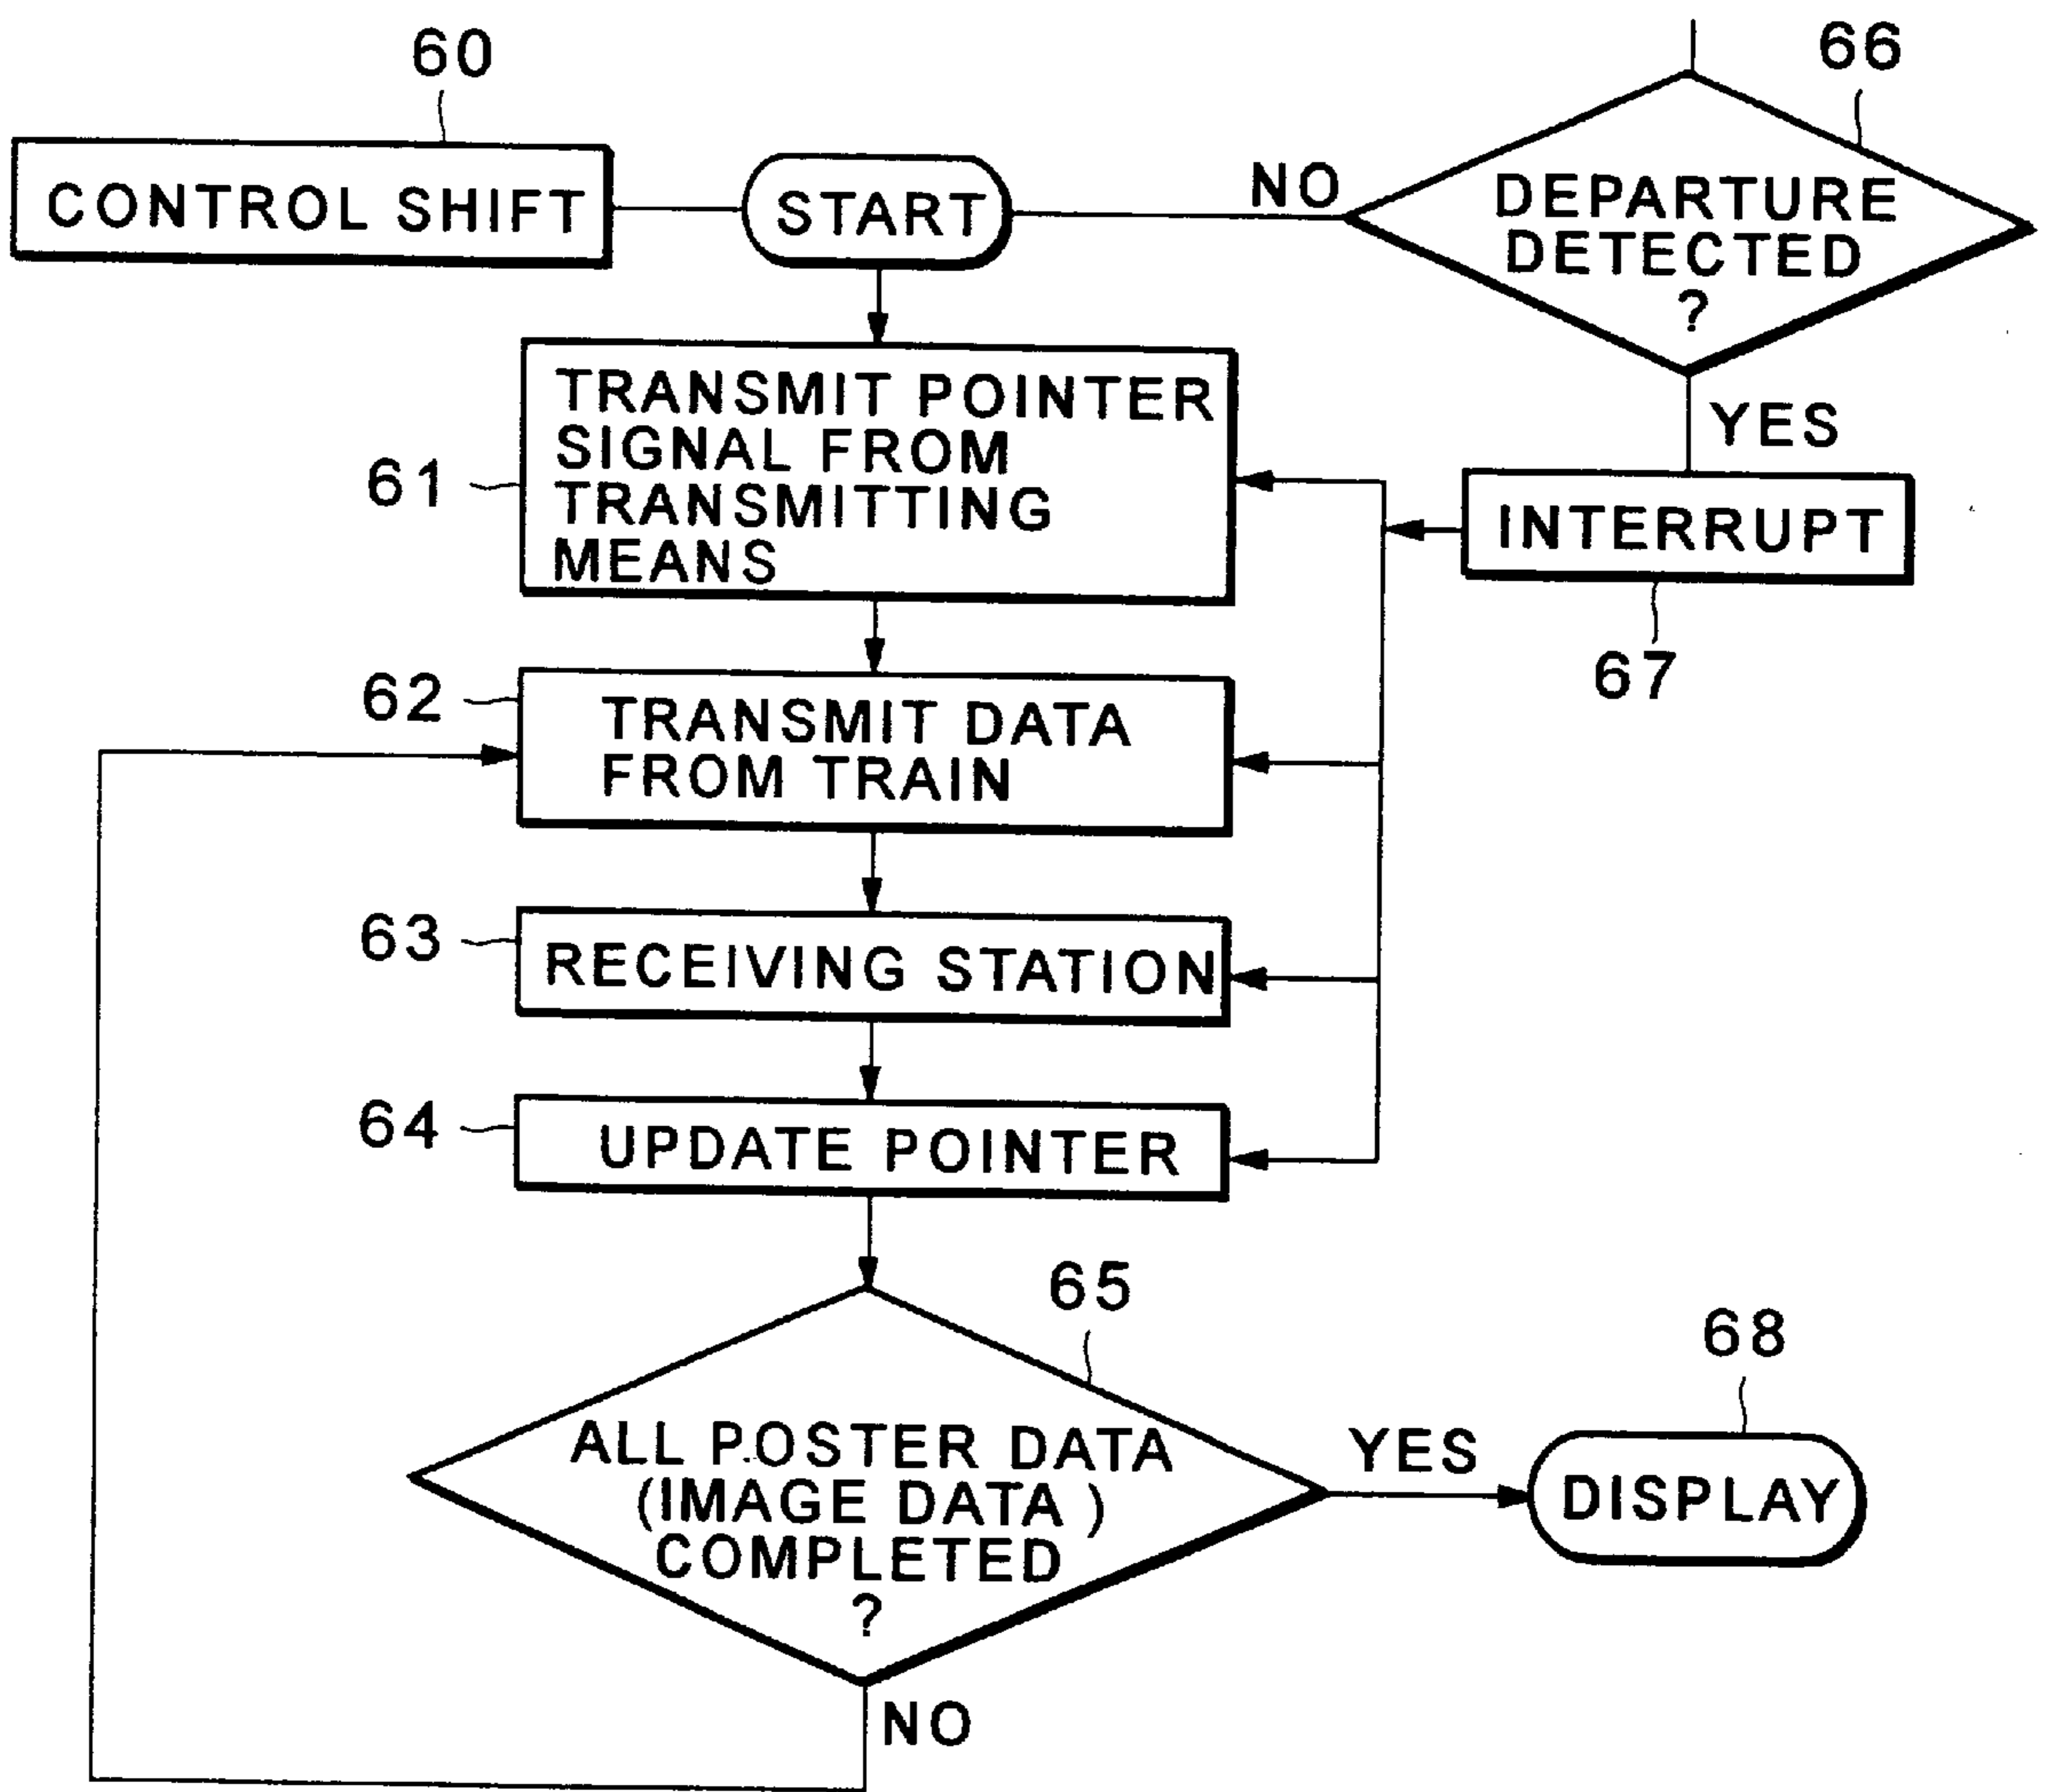 60
CONTROL SHIFT
START
NO
66
DEPARTURE
DETECTED
?
YES
61
TRANSMIT POINTER
SIGNAL FROM
TRANSMITTING
MEANS
INTERRUPT
67
62
TRANSMIT DATA
FROM TRAIN
63
RECEIVING STATION
64
UPDATE POINTER
65
ALL POSTER DATA
(IMAGE DATA)
COMPLETED
?
YES
68
DISPLAY
NO